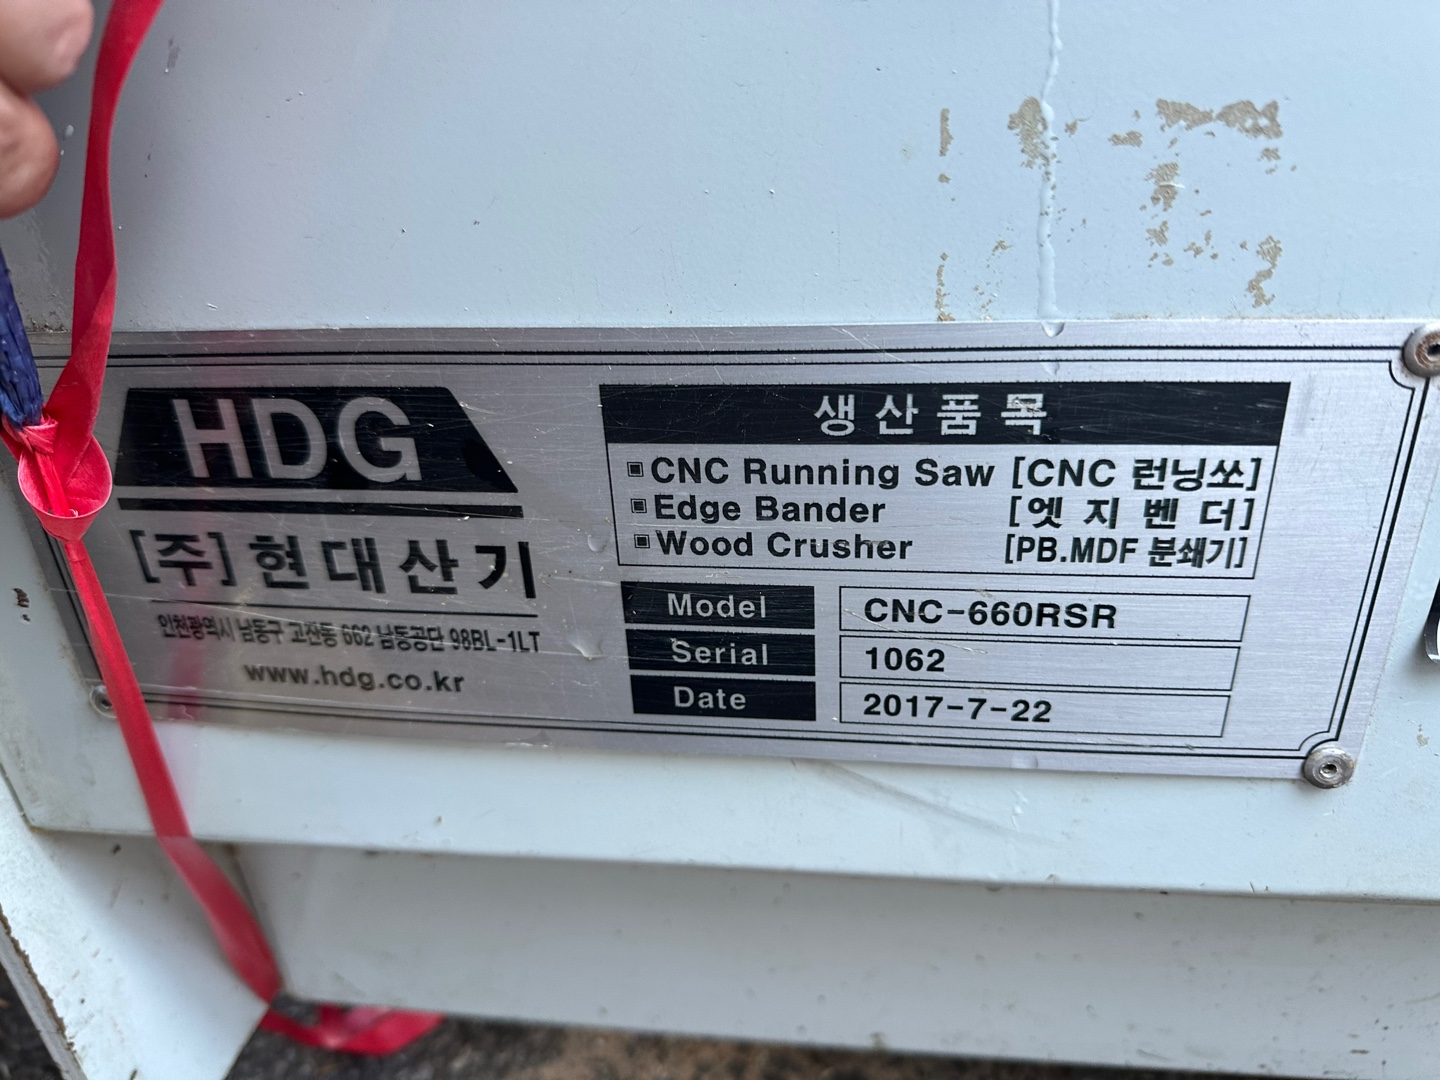 HDG
[주]현대산기
인천광역시 남동구 고잔동 662 남동공단 98BL-1LT
www.hdg.co.kr
생산품목
▣CNC Running Saw [CNC 런닝쏘]
▣Edge Bander [엣지벤더]
▣Wood Crusher [PB.MDF 분쇄기]
Model CNC-660RSR
Serial 1062
Date 2017-7-22